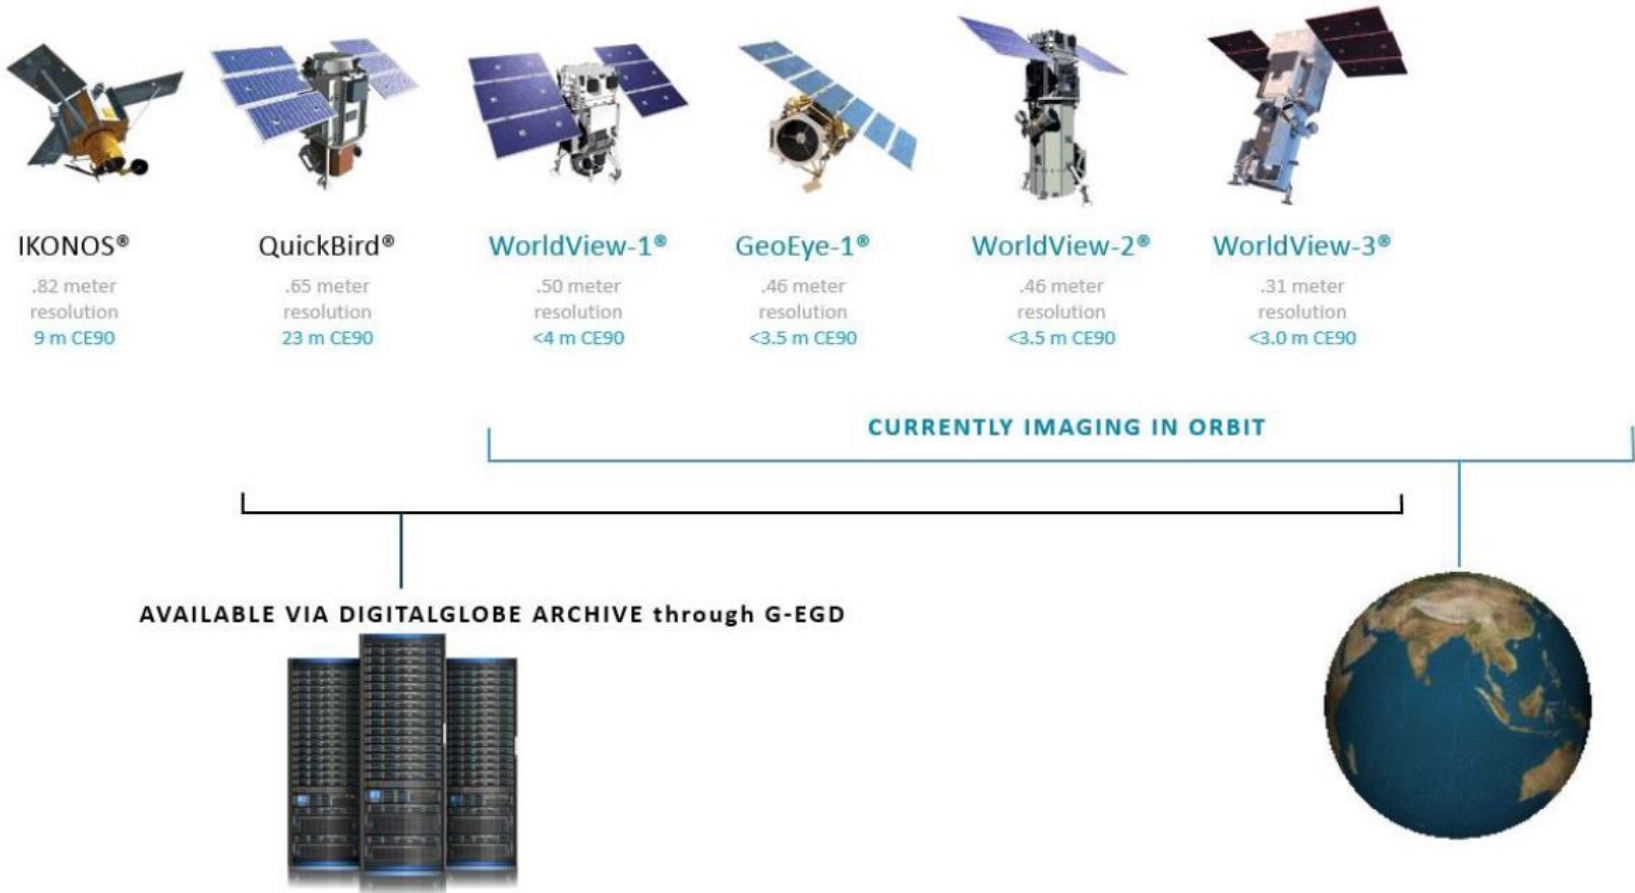 IKONOS®
.82 meter
resolution
9 m CE90
QuickBird®
.65 meter
resolution
23 m CE90
WorldView-1®
.50 meter
resolution
<4 m CE90
GeoEye-1®
.46 meter
resolution
<3.5 m CE90
WorldView-2®
.46 meter
resolution
<3.5 m CE90
WorldView-3®
.31 meter
resolution
<3.0 m CE90
CURRENTLY IMAGING IN ORBIT
AVAILABLE VIA DIGITALGLOBE ARCHIVE through G-EGD